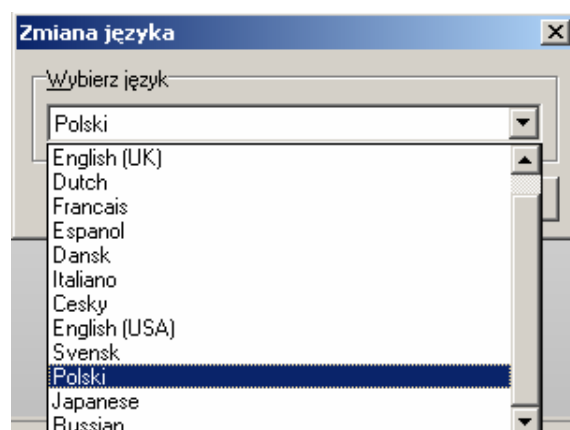 Zmiana języka
Wybierz język
Polski
English (UK)
Dutch
Francais
Espanol
Dansk
Italiano
Cesky
English (USA)
Svensk
Polski
Japanese
Russian